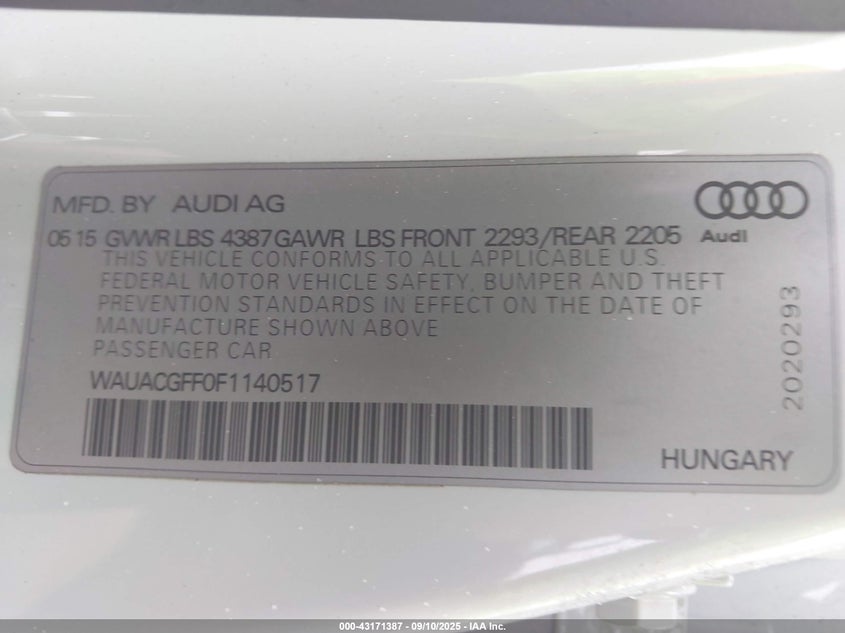 MFD. BY AUDI AG
Audi
05 15 GVWR LBS 4387 GAWR LBS FRONT 2293/REAR 2205
THIS VEHICLE CONFORMS TO ALL APPLICABLE U.S.
FEDERAL MOTOR VEHICLE SAFETY, BUMPER AND THEFT
PREVENTION STANDARDS IN EFFECT ON THE DATE OF
MANUFACTURE SHOWN ABOVE
PASSENGER CAR
WAUACGFF0F1140517
2020293
HUNGARY
000-43171387 - 09/10/2025 - IAA Inc.